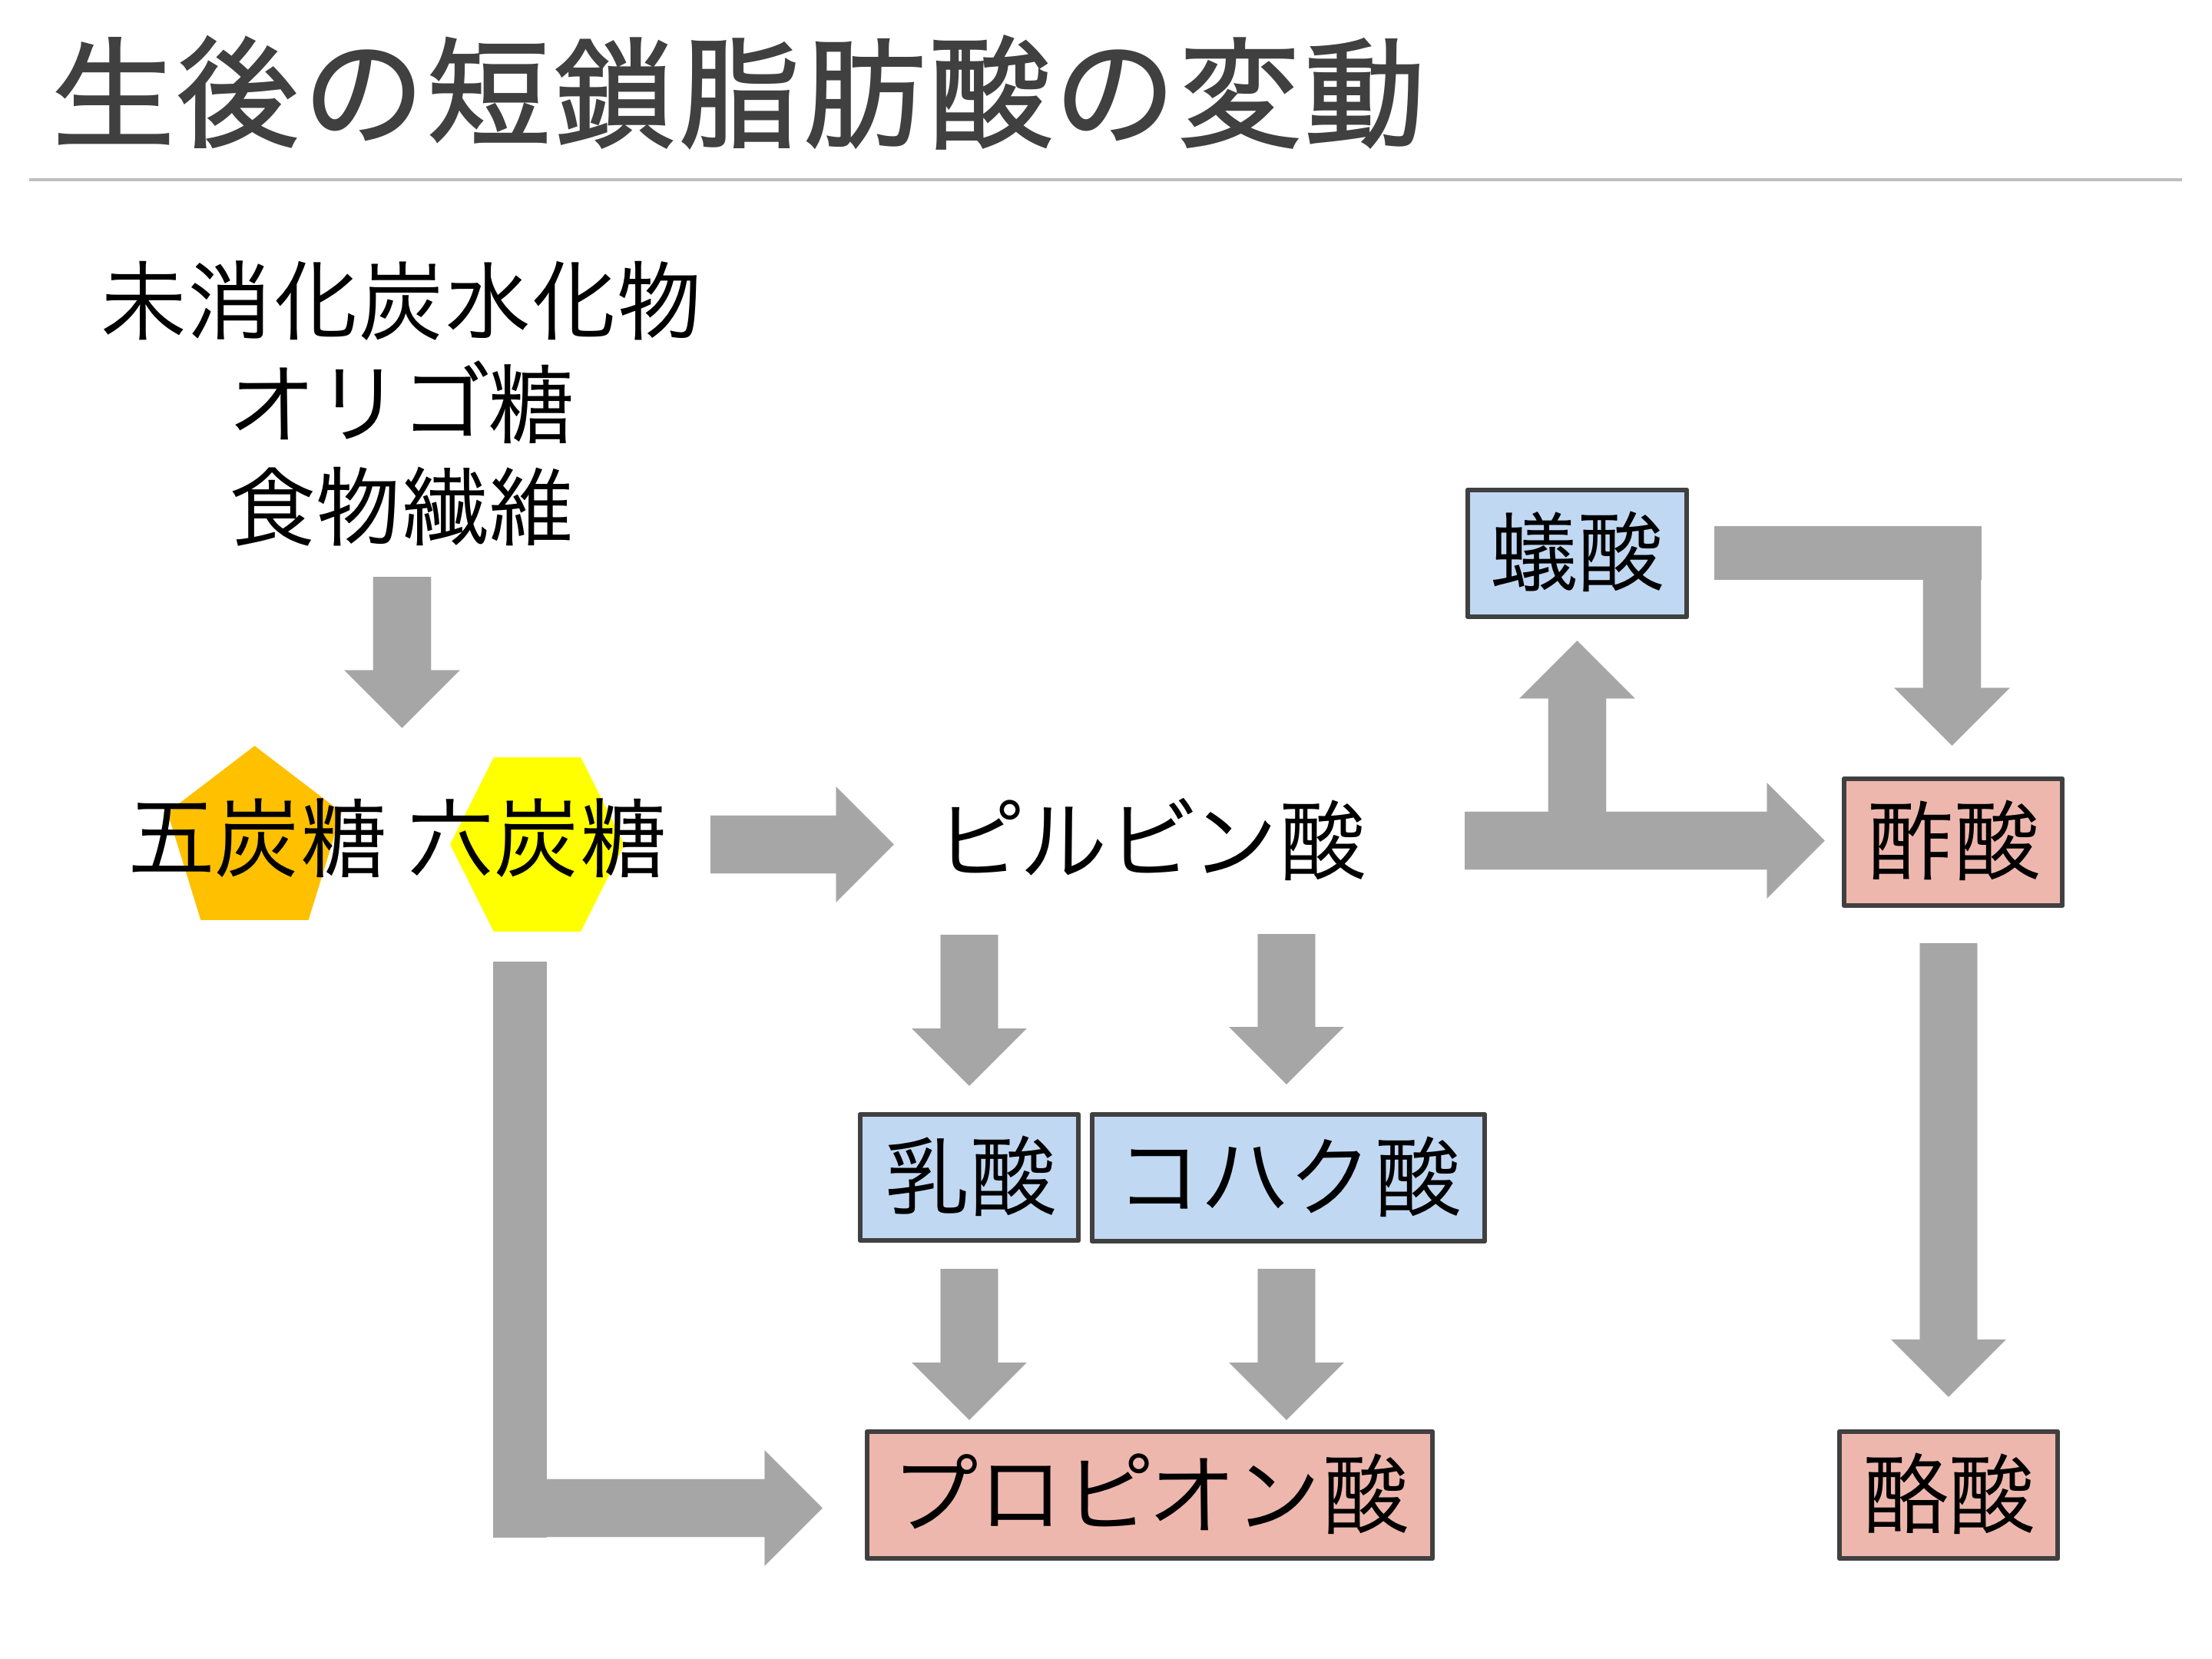 生後の短鎖脂肪酸の変動
未消化炭水化物
オリゴ糖
食物繊維
蟻酸
五炭糖 六炭糖
ピルビン酸
酢酸
乳酸
コハク酸
プロピオン酸
酪酸